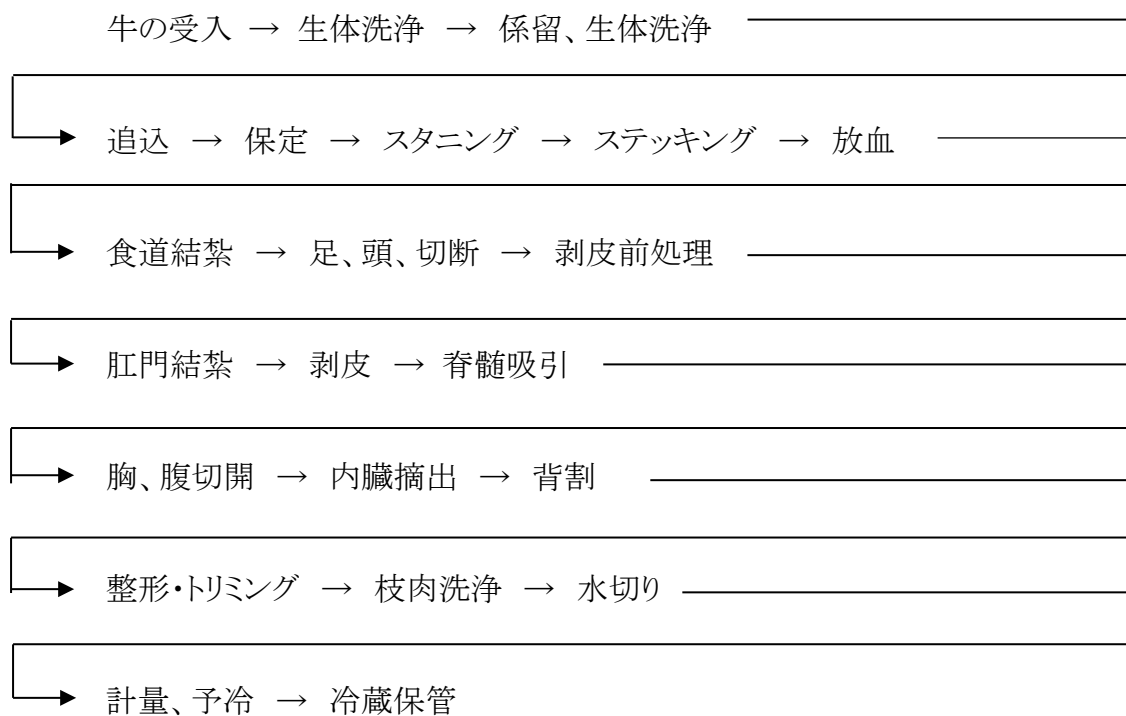 牛の受入 → 生体洗浄 → 係留、生体洗浄
追込 → 保定 → スタニング → ステッキング → 放血
食道結紮 → 足、頭、切断 → 剥皮前処理
肛門結紮 → 剥皮 → 脊髄吸引
胸、腹切開 → 内臓摘出 → 背割
整形・トリミング → 枝肉洗浄 → 水切り
計量、予冷 → 冷蔵保管